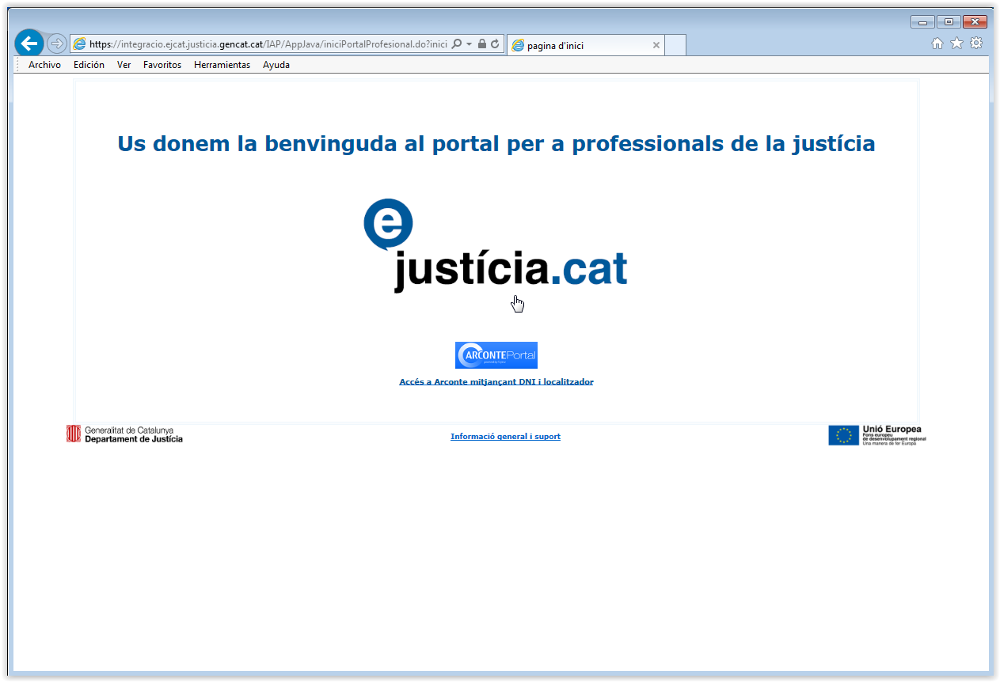 https://integracio.ejcat.justicia.gencat.cat/IAP/AppJava/iniciPortalProfesional.do?inici
pagina d'inici
Archivo Edición Ver Favoritos Herramientas Ayuda
Us donem la benvinguda al portal per a professionals de la justícia
e
justícia.cat
ARCONTEPortal
Accés a Arconte mitjançant DNI i localitzador
Generalitat de Catalunya
Departament de Justícia
Informació general i suport
Unió Europea
Fons europeu
de desenvolupament regional
Una manera de fer Europa